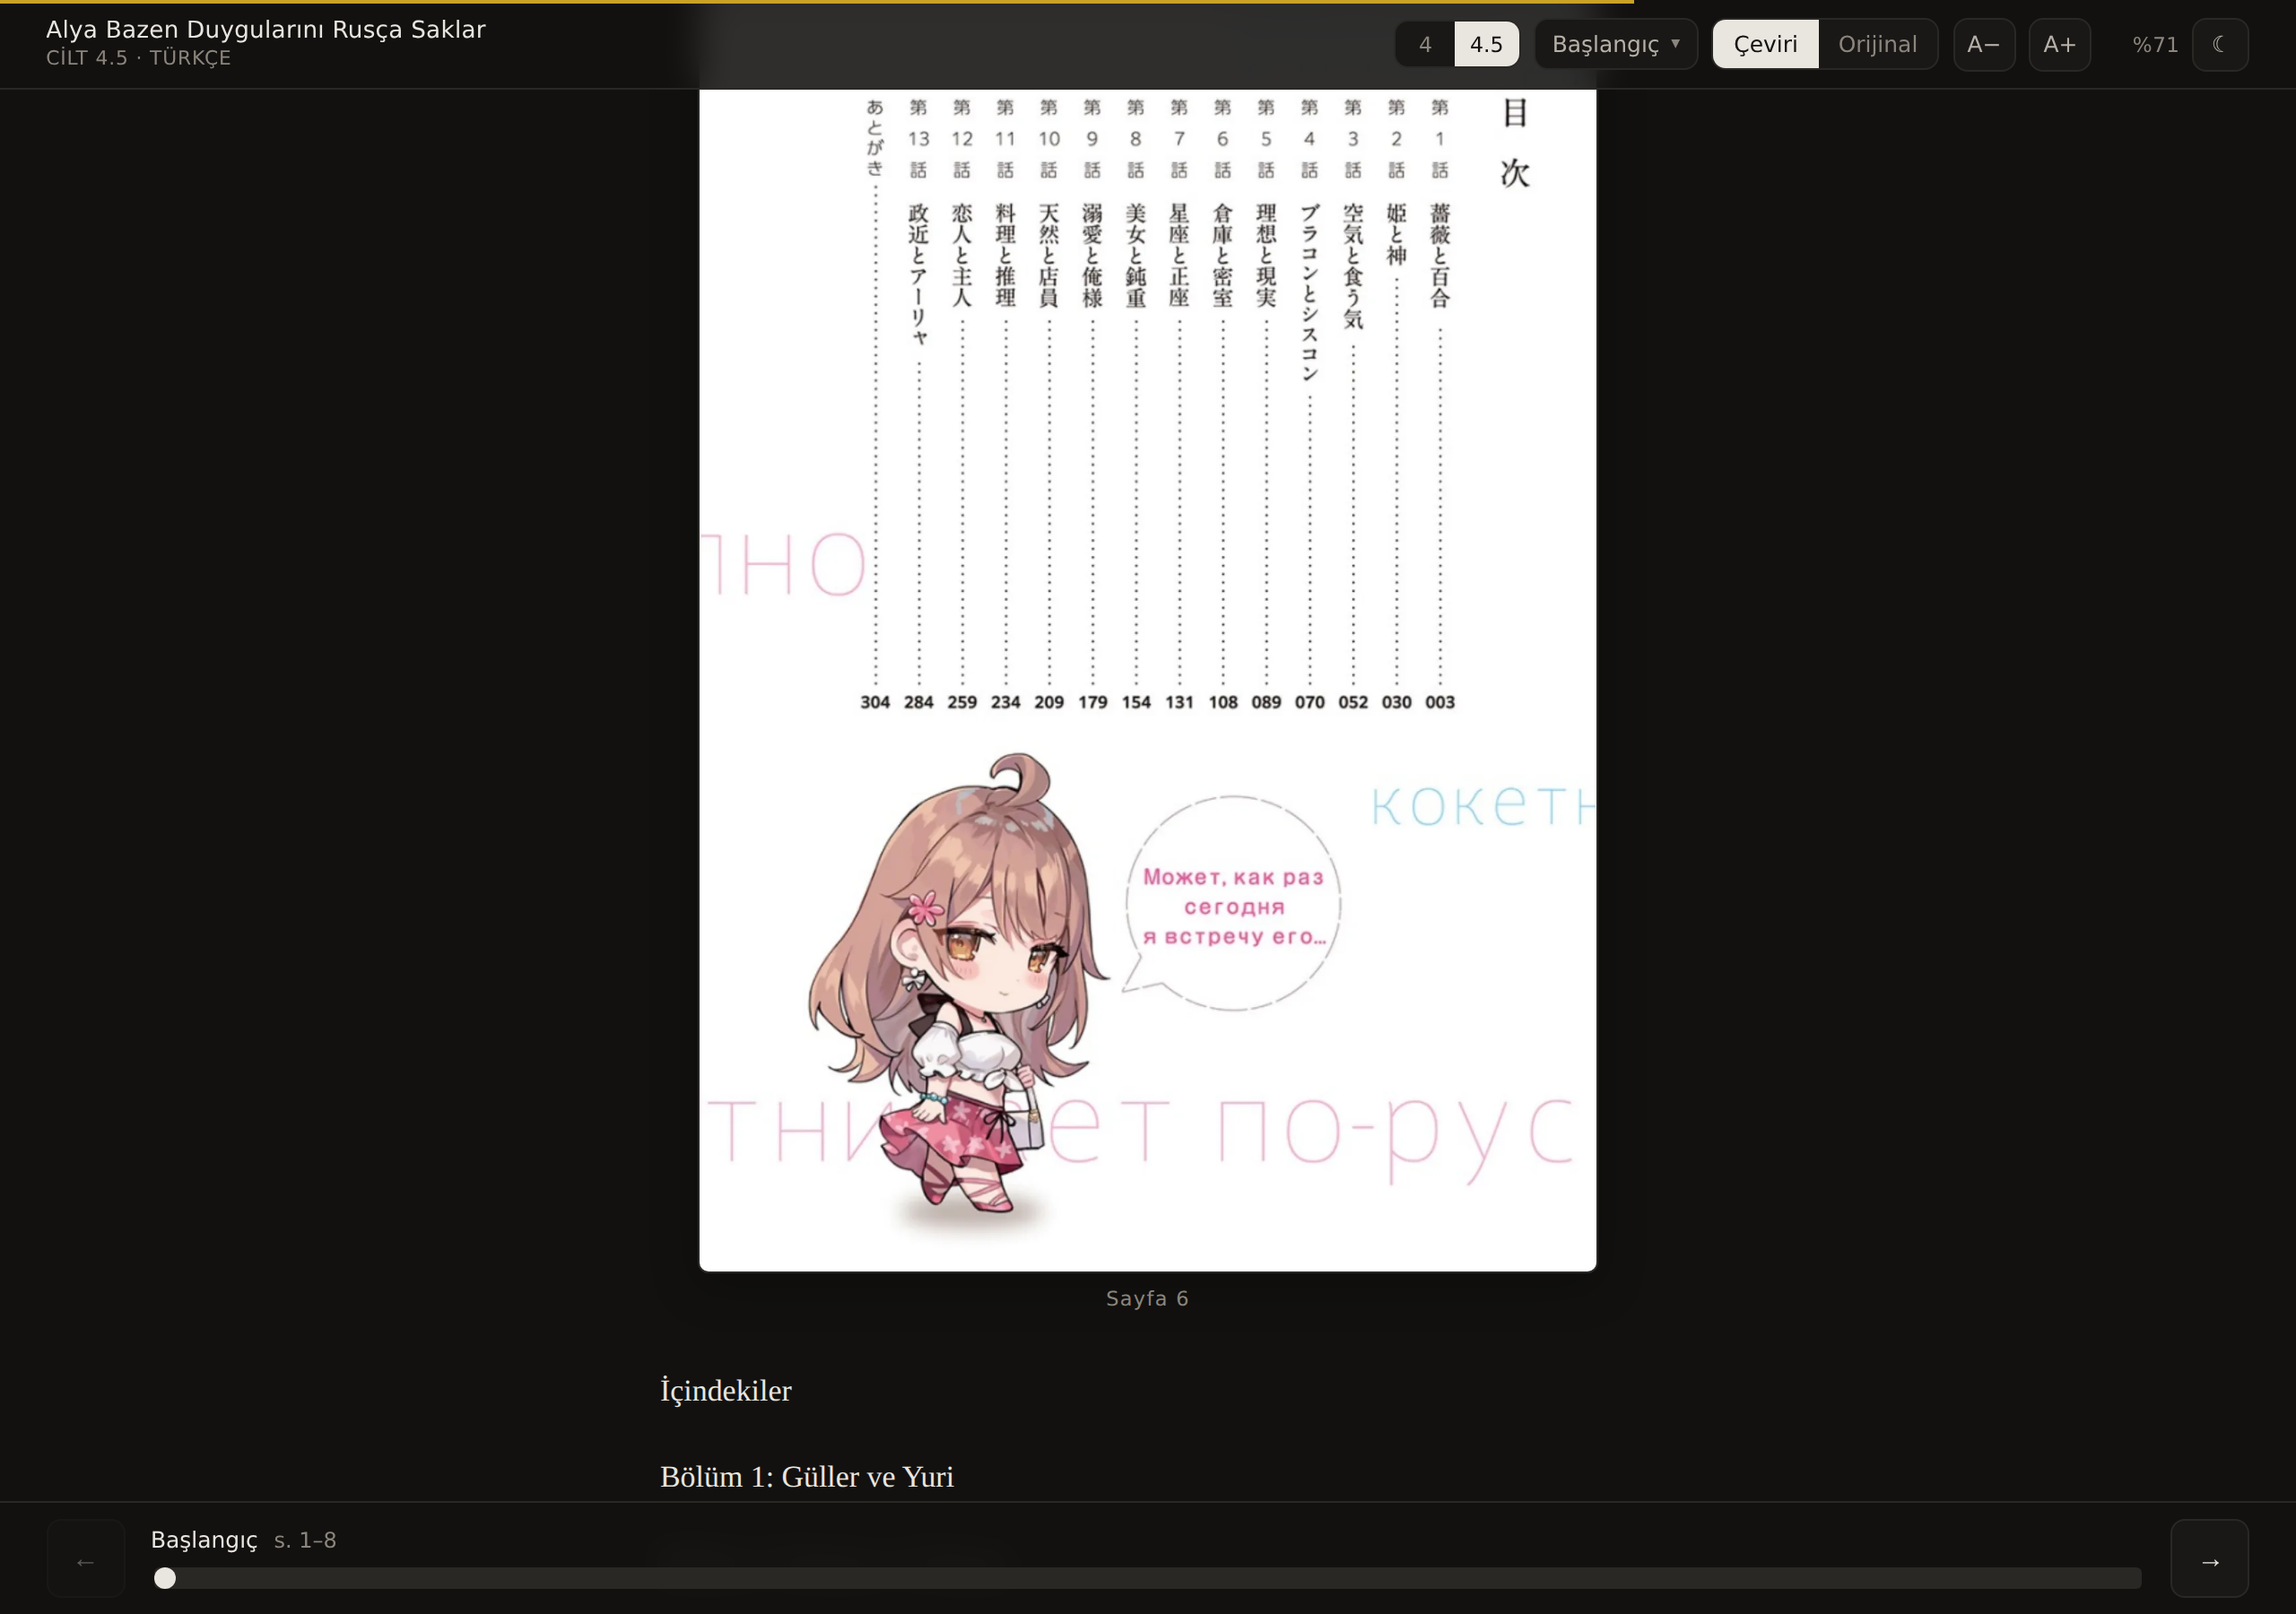 Alya Bazen Duygularını Rusça Saklar
CİLT 4.5 · TÜRKÇE
4 4.5 Başlangıç ▾ Çeviri Orijinal A− A+ %71 ☾
目次
第1話 薔薇と百合 003
第2話 姫と神 030
第3話 空気と食う気 052
第4話 ブラコンとシスコン 070
第5話 理想と現実 089
第6話 倉庫と密室 108
第7話 星座と正座 131
第8話 美女と鈍重 154
第9話 溺愛と俺様 179
第10話 天然と店員 209
第11話 料理と推理 234
第12話 恋人と主人 259
第13話 政近とアーリャ 284
あとがき 304
лно
кокетн
Может, как раз
сегодня
я встречу его…
тни ет по-рус
Sayfa 6
İçindekiler
Bölüm 1: Güller ve Yuri
← Başlangıç s. 1–8 →